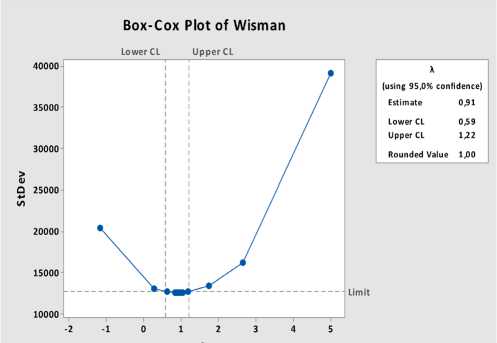 Box-Cox Plot of Wisman
Lower CL Upper CL
40000
35000
30000
25000
20000
15000
10000
StDev
Limit
-2 -1 0 1 2 3 4 5
λ
(using 95,0% confidence)
Estimate 0,91
Lower CL 0,59
Upper CL 1,22
Rounded Value 1,00